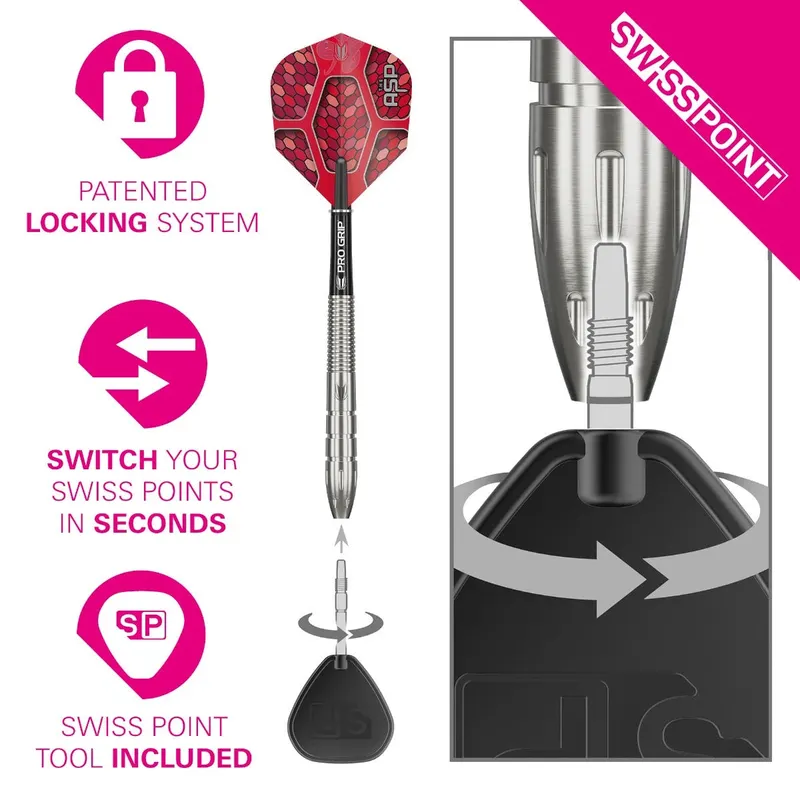 PATENTED
LOCKING SYSTEM
SWITCH YOUR
SWISS POINTS
IN SECONDS
SP
SWISS POINT
TOOL INCLUDED
ASP
PRO GRIP
SWISSPOINT